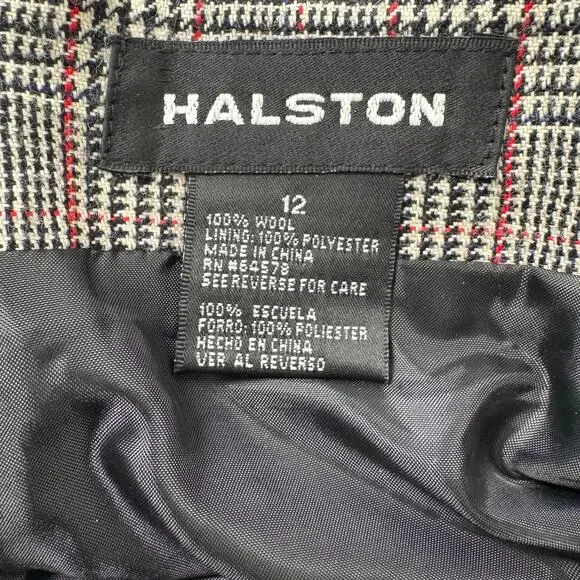 HALSTON
12
100% WOOL
LINING: 100% POLYESTER
MADE IN CHINA
RN #64578
SEE REVERSE FOR CARE
100% ESCUELA
FORRO: 100% POLIESTER
HECHO EN CHINA
VER AL REVERSO